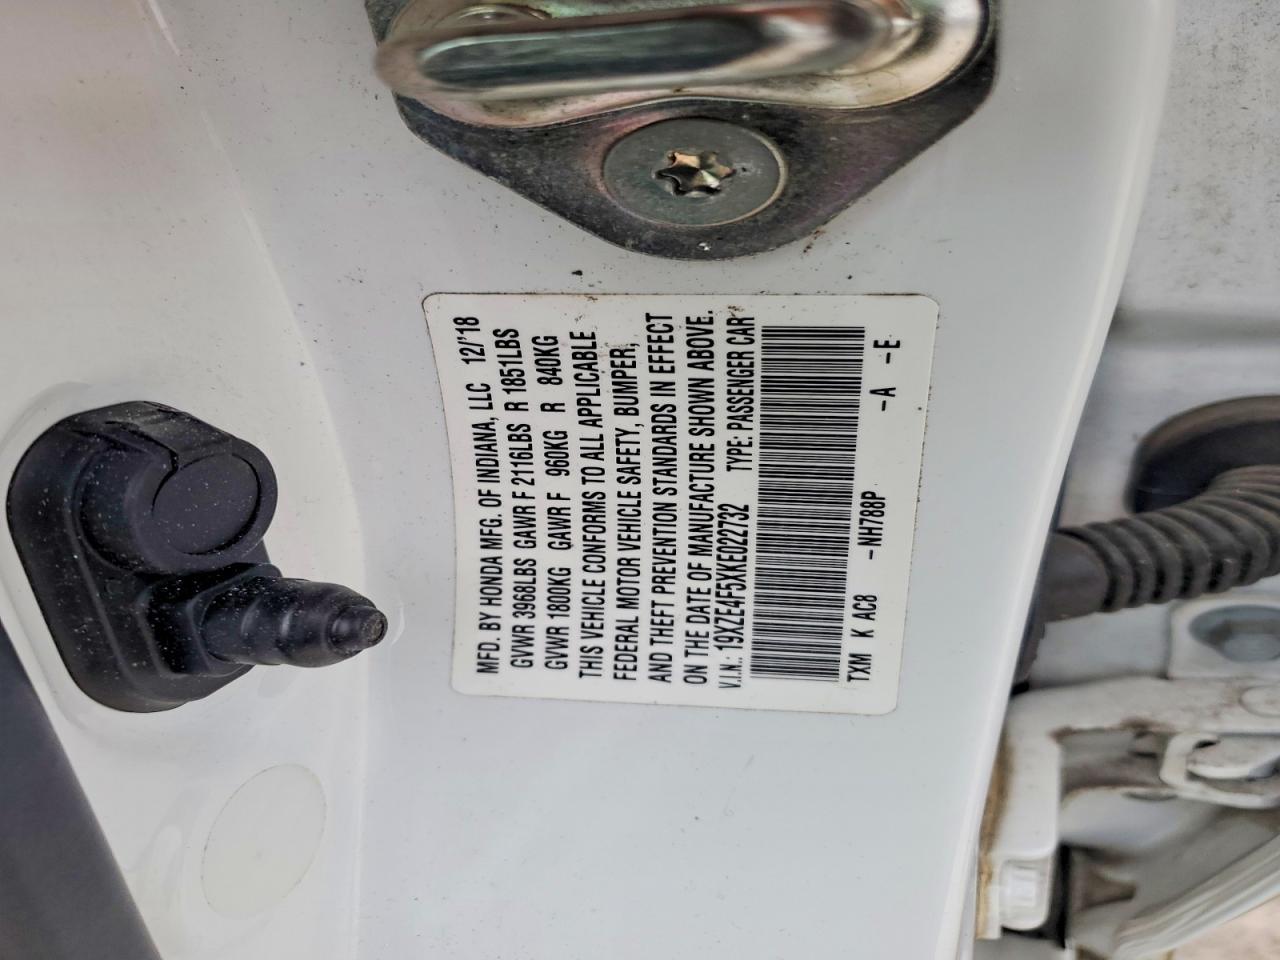 MFD. BY HONDA MFG. OF INDIANA, LLC 12/'18
GVWR 3968LBS GAWR F 2116LBS R 1851LBS
GVWR 1800KG GAWR F 960KG R 840KG
THIS VEHICLE CONFORMS TO ALL APPLICABLE
FEDERAL MOTOR VEHICLE SAFETY, BUMPER,
AND THEFT PREVENTION STANDARDS IN EFFECT
ON THE DATE OF MANUFACTURE SHOWN ABOVE.
V.I.N.: 19XZE4F5XKE022732 TYPE: PASSENGER CAR
TXM K AC8 -NH788P -A -E